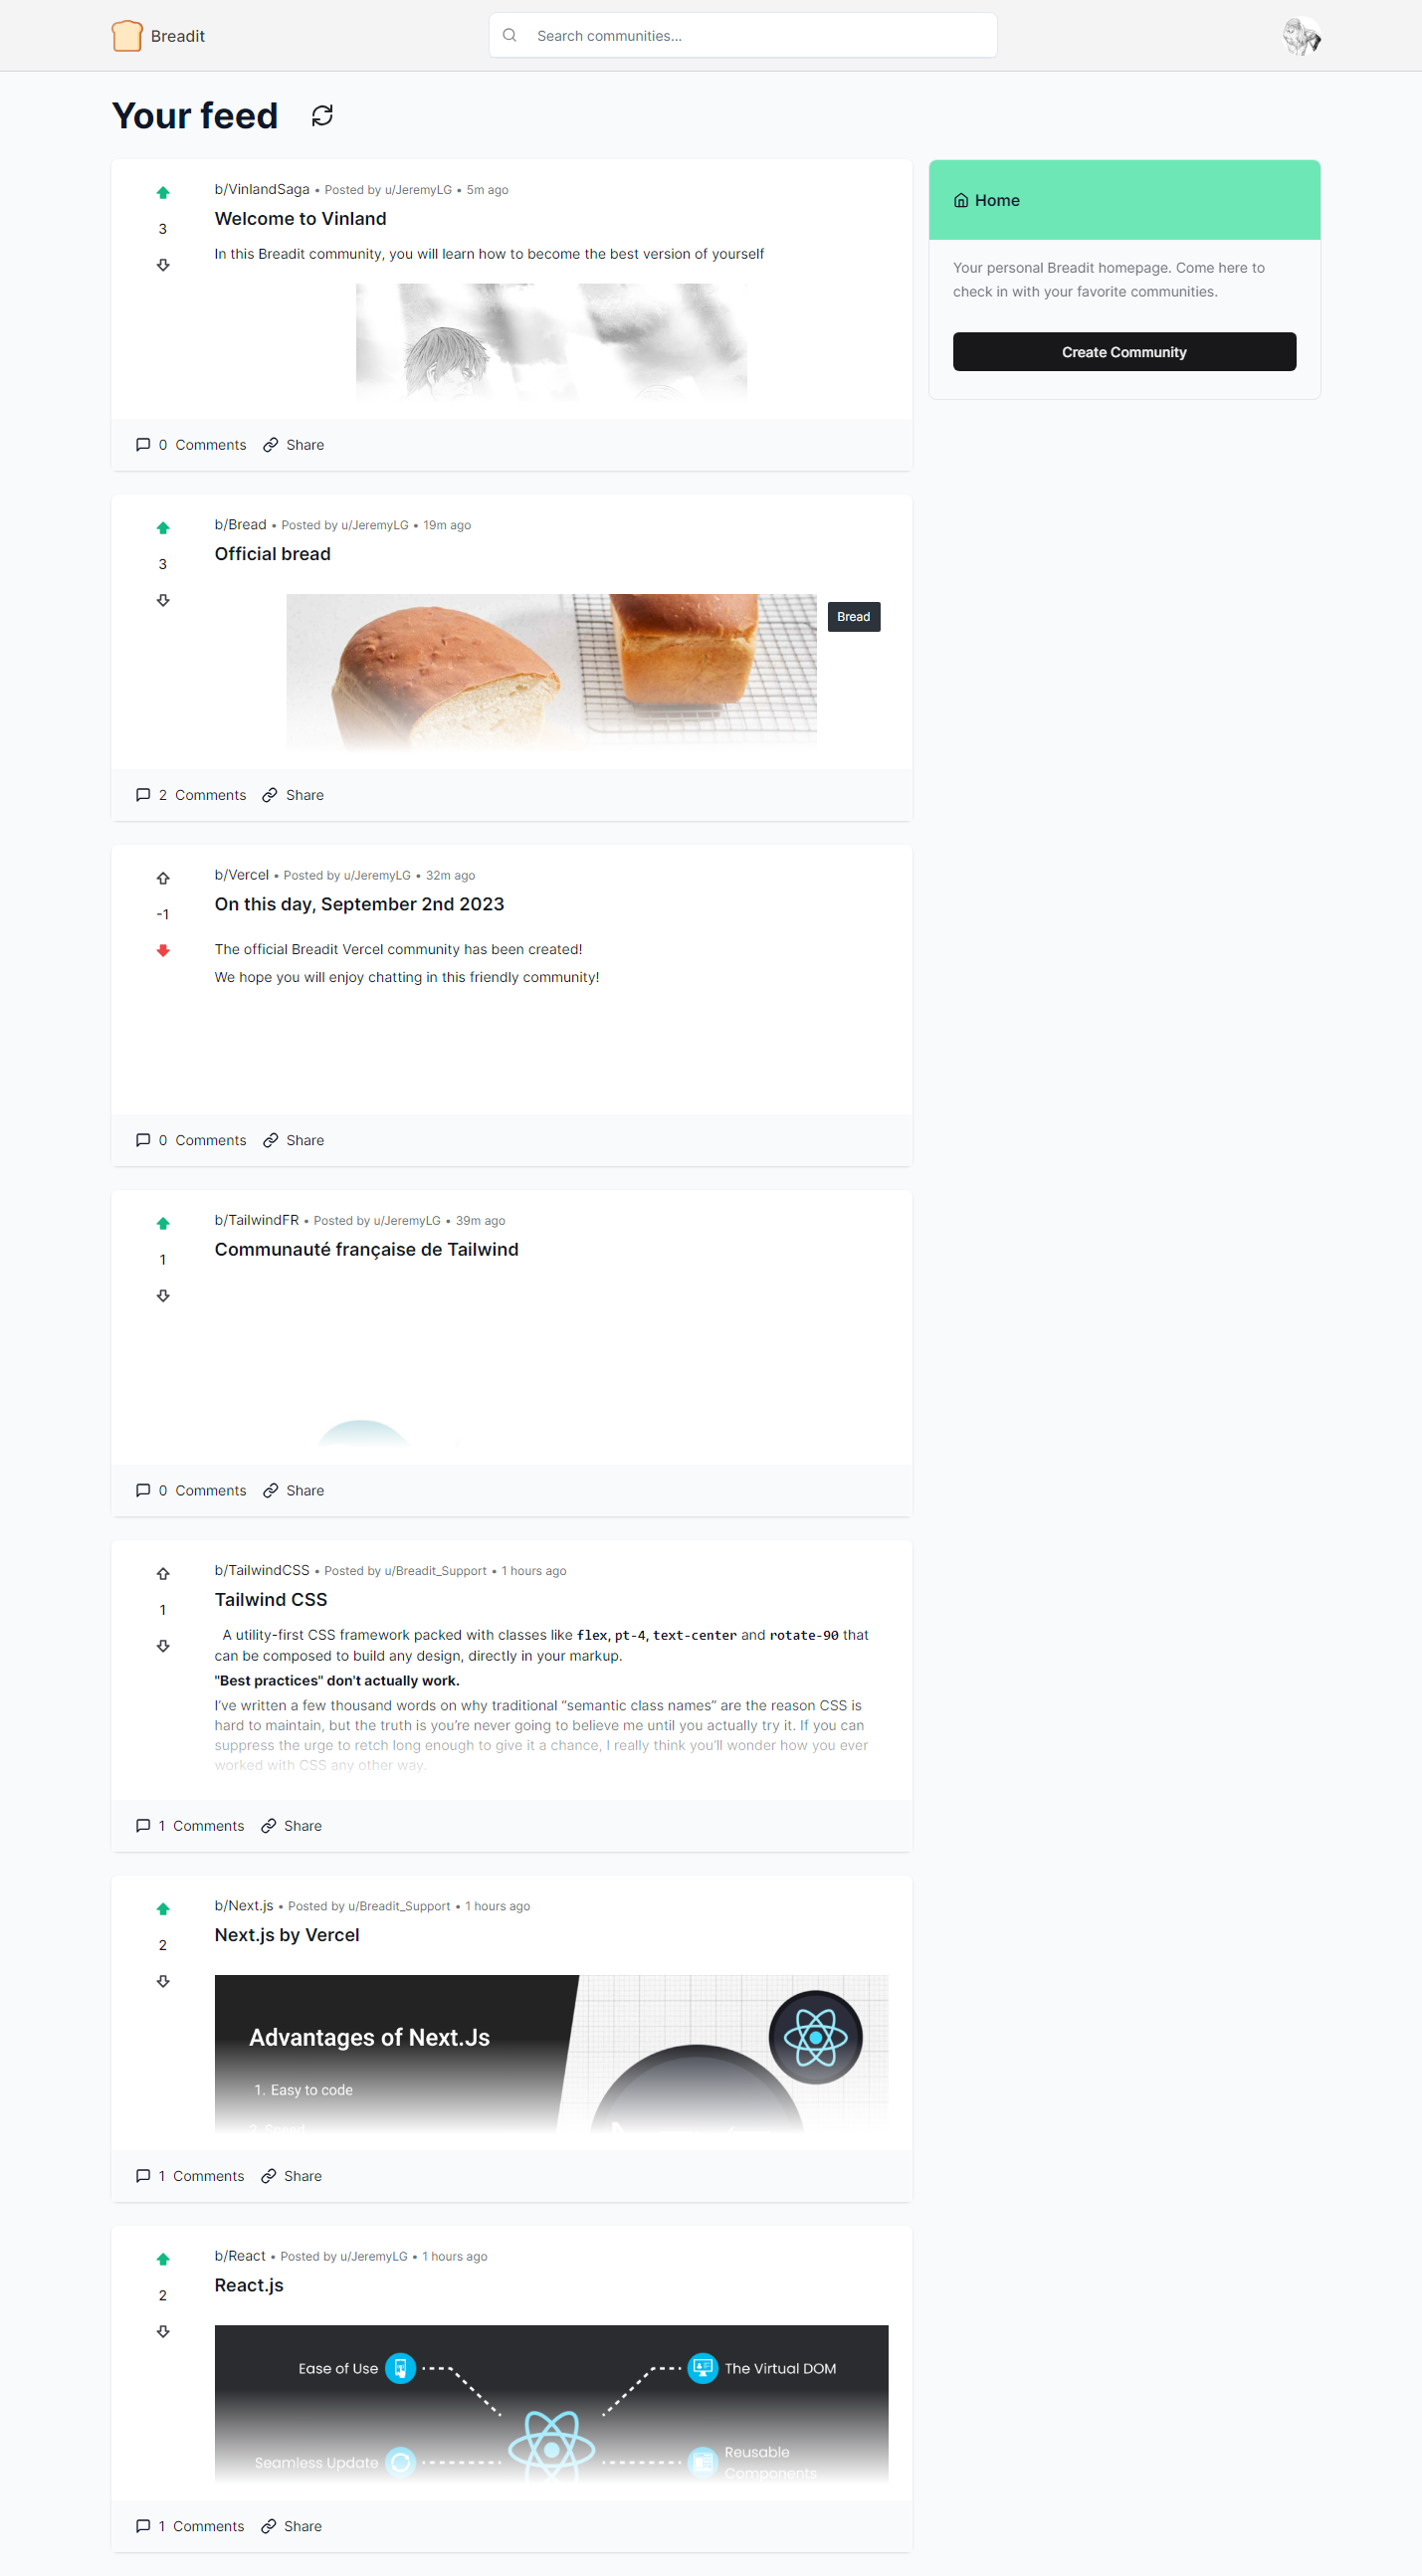 Breadit
Search communities...
Your feed
b/VinlandSaga • Posted by u/JeremyLG • 5m ago
3
Welcome to Vinland
In this Breadit community, you will learn how to become the best version of yourself
0 Comments Share
Home
Your personal Breadit homepage. Come here to
check in with your favorite communities.
Create Community
b/Bread • Posted by u/JeremyLG • 19m ago
3
Official bread
Bread
2 Comments Share
b/Vercel • Posted by u/JeremyLG • 32m ago
-1
On this day, September 2nd 2023
The official Breadit Vercel community has been created!
We hope you will enjoy chatting in this friendly community!
0 Comments Share
b/TailwindFR • Posted by u/JeremyLG • 39m ago
1
Communauté française de Tailwind
0 Comments Share
b/TailwindCSS • Posted by u/Breadit_Support • 1 hours ago
1
Tailwind CSS
A utility-first CSS framework packed with classes like flex, pt-4, text-center and rotate-90 that
can be composed to build any design, directly in your markup.
"Best practices" don't actually work.
I’ve written a few thousand words on why traditional “semantic class names” are the reason CSS is
hard to maintain, but the truth is you’re never going to believe me until you actually try it. If you can
suppress the urge to retch long enough to give it a chance, I really think you’ll wonder how you ever
worked with CSS any other way.
1 Comments Share
b/Next.js • Posted by u/Breadit_Support • 1 hours ago
2
Next.js by Vercel
Advantages of Next.Js
1. Easy to code
2. Speed
1 Comments Share
b/React • Posted by u/JeremyLG • 1 hours ago
2
React.js
Ease of Use
The Virtual DOM
Seamless Update
Reusable
Components
1 Comments Share